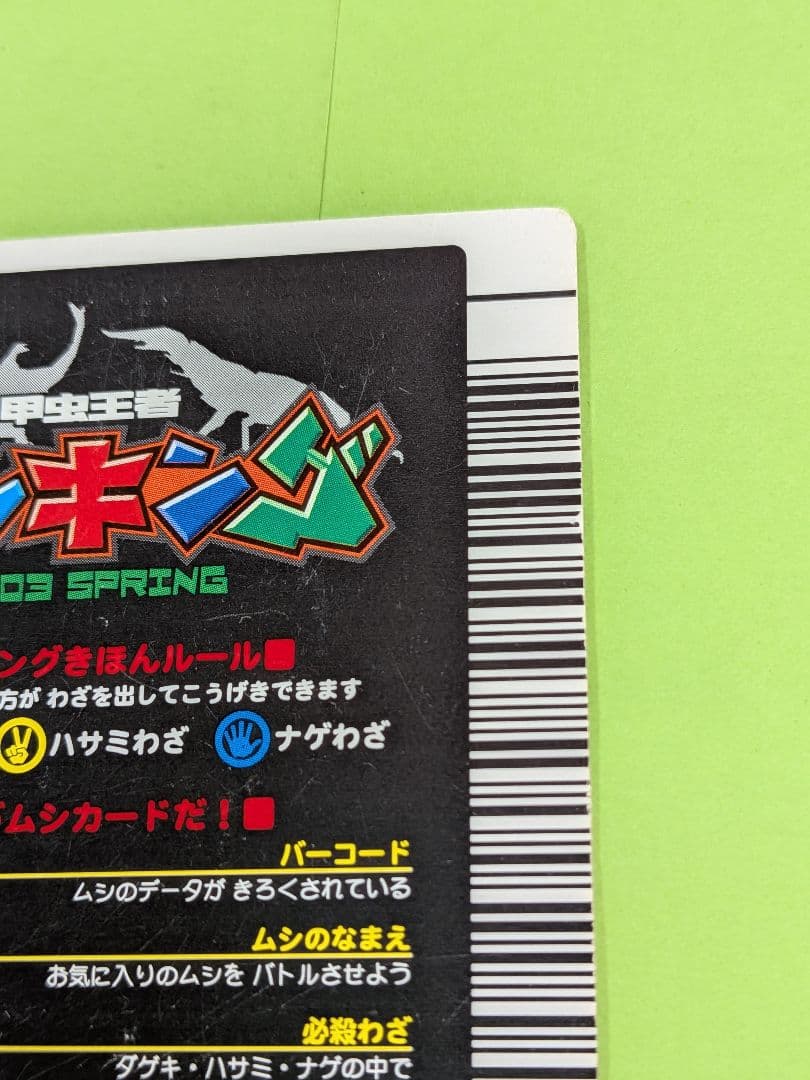 甲虫王者
キング
03 SPRING
ングきほんルール■
方が わざを出してこうげきできます
ハサミわざ ナゲわざ
ムシカードだ！■
バーコード
ムシのデータが きろくされている
ムシのなまえ
お気に入りのムシを バトルさせよう
必殺わざ
ダゲキ・ハサミ・ナゲの中で